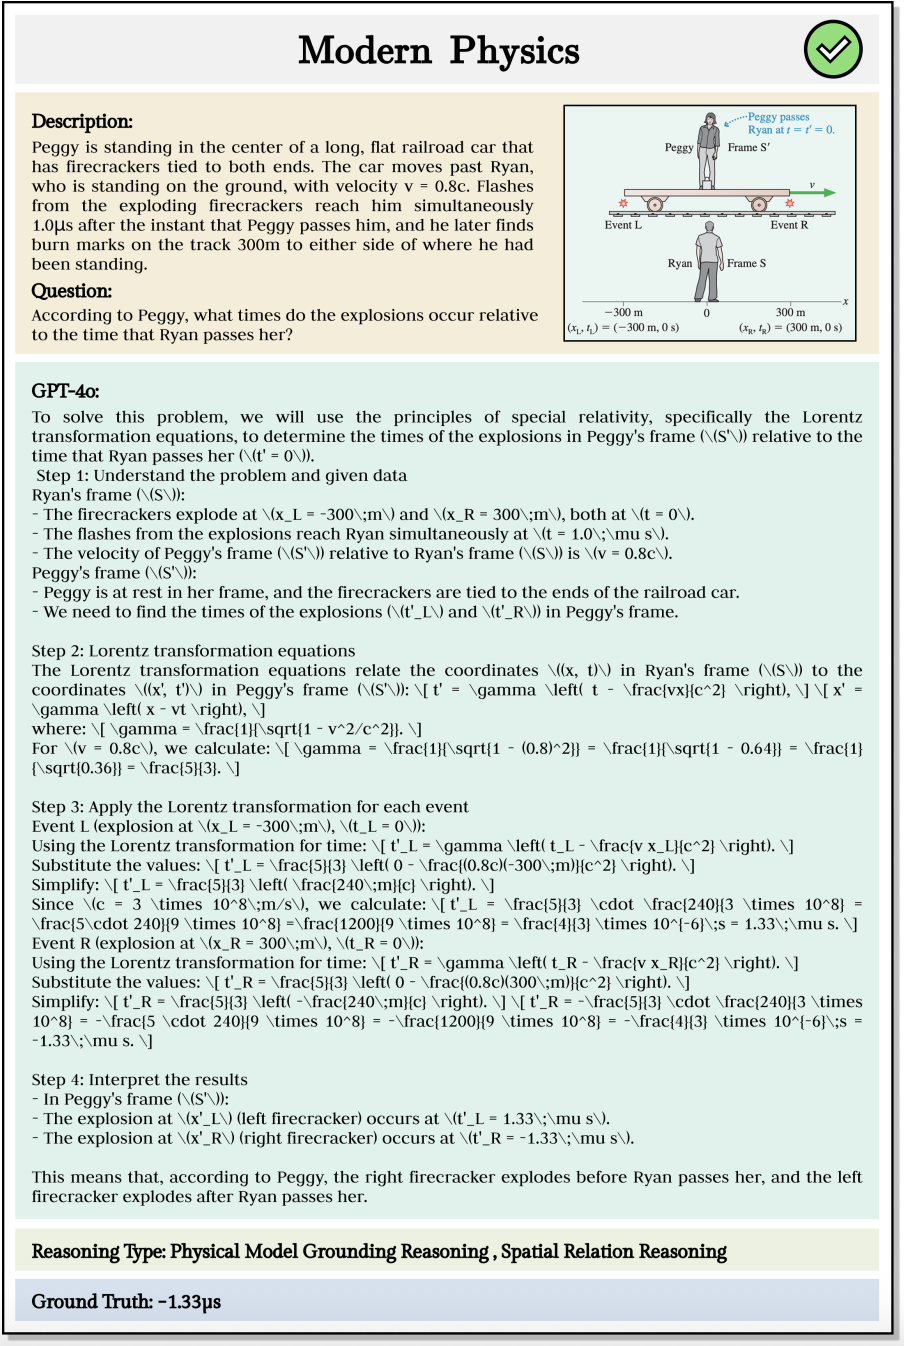 Modern Physics
Description:
Peggy is standing in the center of a long, flat railroad car that
has firecrackers tied to both ends. The car moves past Ryan,
who is standing on the ground, with velocity v = 0.8c. Flashes
from the exploding firecrackers reach him simultaneously
1.0μs after the instant that Peggy passes him, and he later finds
burn marks on the track 300m to either side of where he had
been standing.
Question:
According to Peggy, what times do the explosions occur relative
to the time that Ryan passes her?
Peggy passes
Ryan at t = t' = 0.
Peggy
Frame S'
v
Event L
Event R
Ryan
Frame S
x
−300 m
0
300 m
(x_L, t_L) = (−300 m, 0 s)
(x_R, t_R) = (300 m, 0 s)
GPT-4o:
To solve this problem, we will use the principles of special relativity, specifically the Lorentz
transformation equations, to determine the times of the explosions in Peggy's frame (\(S'\)) relative to the
time that Ryan passes her (\(t' = 0\)).
Step 1: Understand the problem and given data
Ryan's frame (\(S\)):
- The firecrackers explode at \(x_L = -300\;m\) and \(x_R = 300\;m\), both at \(t = 0\).
- The flashes from the explosions reach Ryan simultaneously at \(t = 1.0\;\mu s\).
- The velocity of Peggy's frame (\(S'\)) relative to Ryan's frame (\(S\)) is \(v = 0.8c\).
Peggy's frame (\(S'\)):
- Peggy is at rest in her frame, and the firecrackers are tied to the ends of the railroad car.
- We need to find the times of the explosions (\(t'_L\) and \(t'_R\)) in Peggy's frame.
Step 2: Lorentz transformation equations
The Lorentz transformation equations relate the coordinates \((x, t)\) in Ryan's frame (\(S\)) to the
coordinates \((x', t')\) in Peggy's frame (\(S'\)): \[ t' = \gamma \left( t - \frac{vx}{c^2} \right), \] \[ x' =
\gamma \left( x - vt \right), \]
where: \[ \gamma = \frac{1}{\sqrt{1 - v^2/c^2}}. \]
For \(v = 0.8c\), we calculate: \[ \gamma = \frac{1}{\sqrt{1 - (0.8)^2}} = \frac{1}{\sqrt{1 - 0.64}} = \frac{1}
{\sqrt{0.36}} = \frac{5}{3}. \]
Step 3: Apply the Lorentz transformation for each event
Event L (explosion at \(x_L = -300\;m\), \(t_L = 0\)):
Using the Lorentz transformation for time: \[ t'_L = \gamma \left( t_L - \frac{v x_L}{c^2} \right). \]
Substitute the values: \[ t'_L = \frac{5}{3} \left( 0 - \frac{(0.8c)(-300\;m)}{c^2} \right). \]
Simplify: \[ t'_L = \frac{5}{3} \left( \frac{240\;m}{c} \right). \]
Since \(c = 3 \times 10^8\;m/s\), we calculate: \[ t'_L = \frac{5}{3} \cdot \frac{240}{3 \times 10^8} =
\frac{5\cdot 240}{9 \times 10^8} =\frac{1200}{9 \times 10^8} = \frac{4}{3} \times 10^{-6}\;s = 1.33\;\mu s. \]
Event R (explosion at \(x_R = 300\;m\), \(t_R = 0\)):
Using the Lorentz transformation for time: \[ t'_R = \gamma \left( t_R - \frac{v x_R}{c^2} \right). \]
Substitute the values: \[ t'_R = \frac{5}{3} \left( 0 - \frac{(0.8c)(300\;m)}{c^2} \right). \]
Simplify: \[ t'_R = \frac{5}{3} \left( -\frac{240\;m}{c} \right). \] \[ t'_R = -\frac{5}{3} \cdot \frac{240}{3 \times
10^8} = -\frac{5 \cdot 240}{9 \times 10^8} = -\frac{1200}{9 \times 10^8} = -\frac{4}{3} \times 10^{-6}\;s =
-1.33\;\mu s. \]
Step 4: Interpret the results
- In Peggy's frame (\(S'\)):
- The explosion at \(x'_L\) (left firecracker) occurs at \(t'_L = 1.33\;\mu s\).
- The explosion at \(x'_R\) (right firecracker) occurs at \(t'_R = -1.33\;\mu s\).
This means that, according to Peggy, the right firecracker explodes before Ryan passes her, and the left
firecracker explodes after Ryan passes her.
Reasoning Type: Physical Model Grounding Reasoning , Spatial Relation Reasoning
Ground Truth: -1.33μs